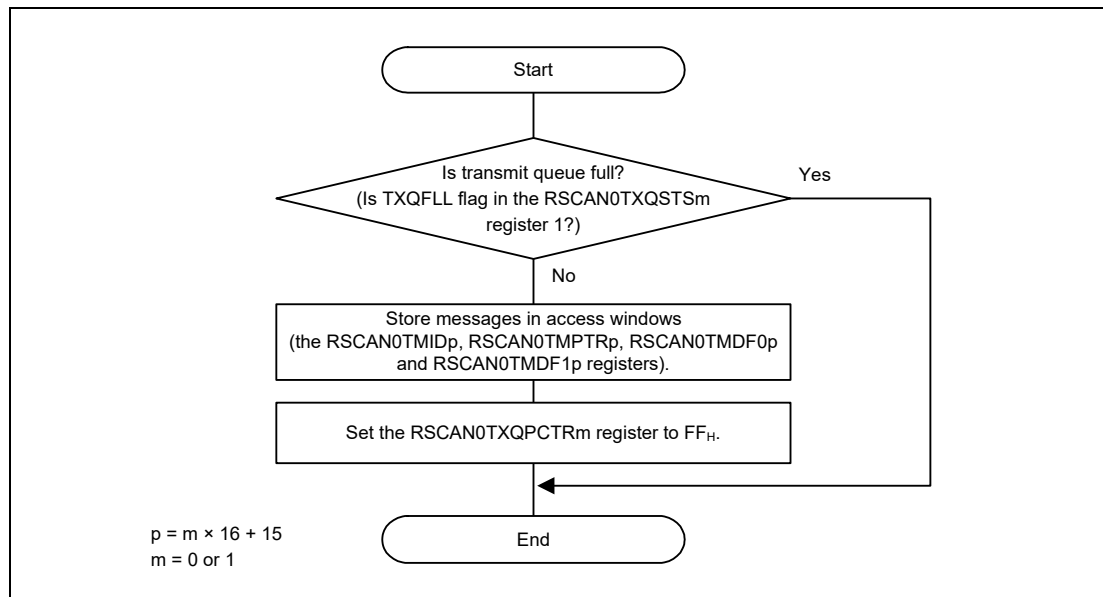 Start
Is transmit queue full?
(Is TXQFLL flag in the RSCAN0TXQSTSm
register 1?)
Yes
No
Store messages in access windows
(the RSCAN0TMIDp, RSCAN0TMPTRp, RSCAN0TMDF0p
and RSCAN0TMDF1p registers).
Set the RSCAN0TXQPCTRm register to FFH.
End
p = m × 16 + 15
m = 0 or 1